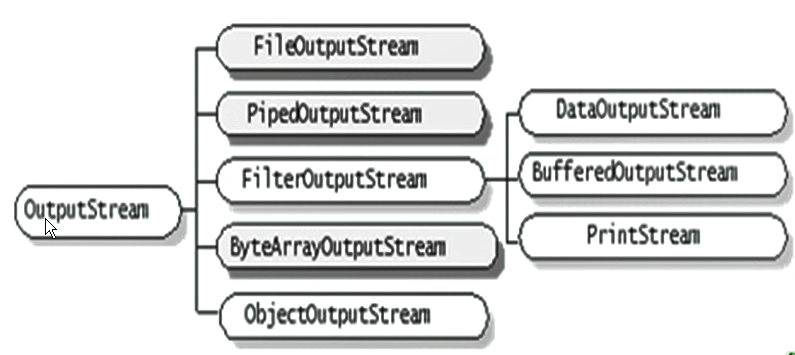 OutputStream
FileOutputStream
PipedOutputStream
FilterOutputStream
ByteArrayOutputStream
ObjectOutputStream
DataOutputStream
BufferedOutputStream
PrintStream